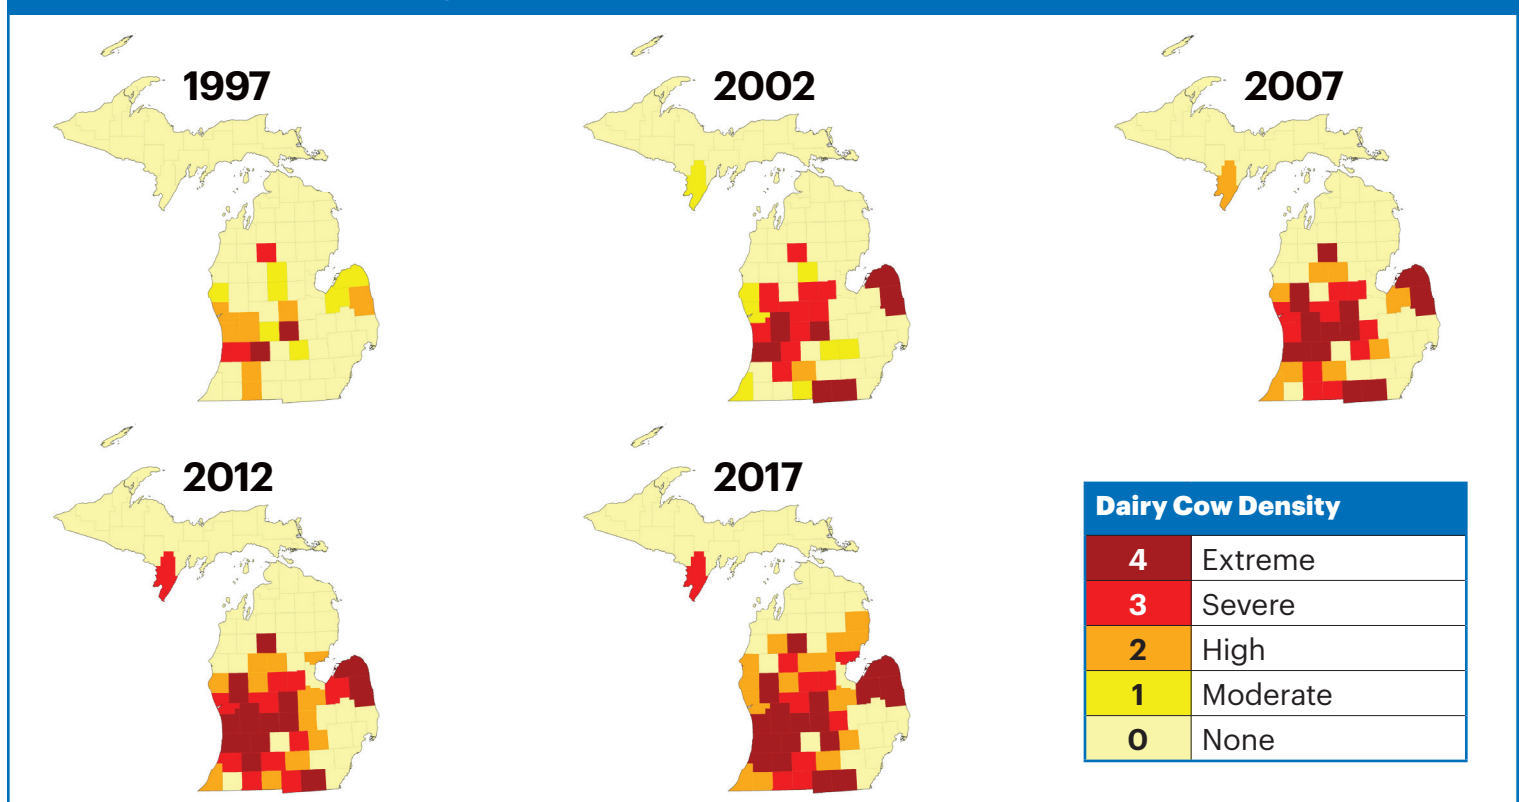 1997
2002
2007
2012
2017
Dairy Cow Density
4 Extreme
3 Severe
2 High
1 Moderate
0 None